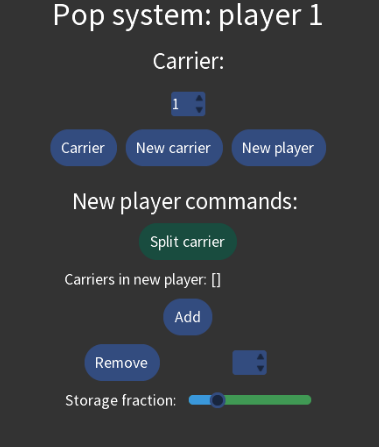 Pop system: player 1
Carrier:
1
Carrier New carrier New player
New player commands:
Split carrier
Carriers in new player: []
Add
Remove
Storage fraction: